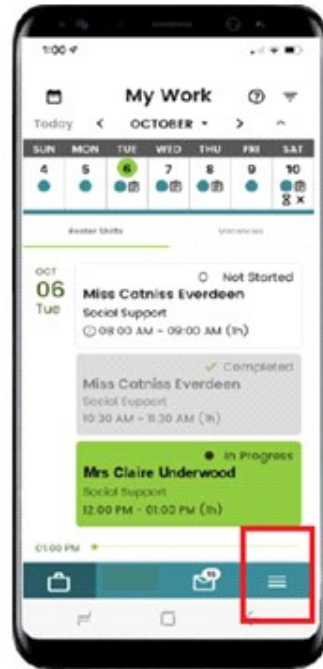 1:00
My Work
Today < OCTOBER >
SUN MON TUE WED THU FRI SAT
4 5 6 7 8 9 10
Roster Shifts Vacancies
OCT
06
Tue
Not Started
Miss Catniss Everdeen
Social Support
08:00 AM - 09:00 AM (1h)
Completed
Miss Catniss Everdeen
Social Support
10:30 AM - 11:30 AM (1h)
In Progress
Mrs Claire Underwood
Social Support
12:00 PM - 01:00 PM (1h)
01:00 PM